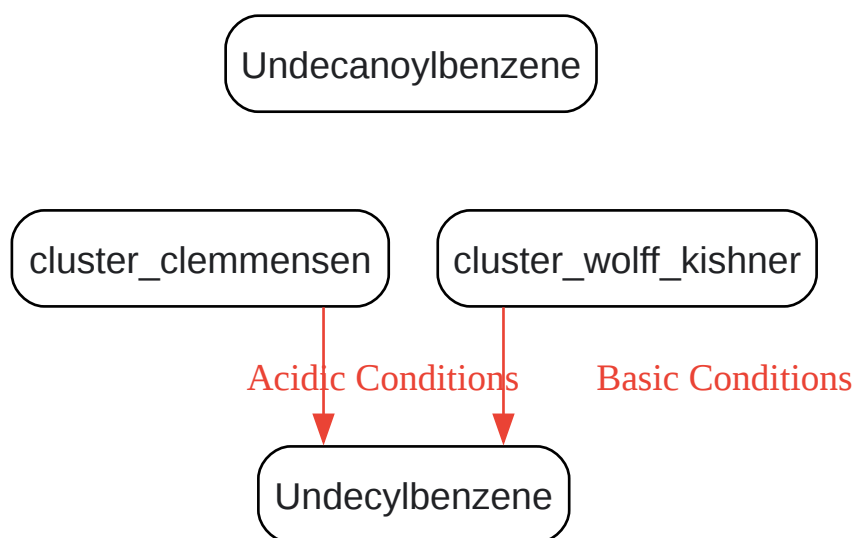 Undecanoylbenzene
cluster_clemmensen
cluster_wolff_kishner
Acidic Conditions
Basic Conditions
Undecylbenzene